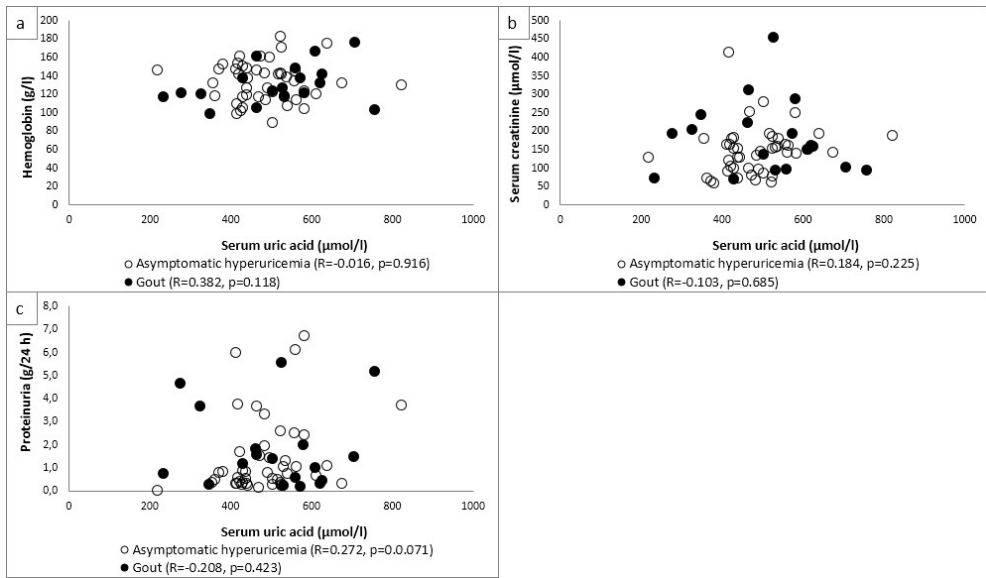 a
Hemoglobin (g/l)
200
180
160
140
120
100
80
60
40
20
0
0 200 400 600 800 1000
Serum uric acid (µmol/l)
Asymptomatic hyperuricemia (R=-0.016, p=0.916)
Gout (R=0.382, p=0.118)
b
Serum creatinine (µmol/l)
500
450
400
350
300
250
200
150
100
50
0
0 200 400 600 800 1000
Serum uric acid (µmol/l)
Asymptomatic hyperuricemia (R=0.184, p=0.225)
Gout (R=-0.103, p=0.685)
c
Proteinuria (g/24 h)
8,0
7,0
6,0
5,0
4,0
3,0
2,0
1,0
0,0
0 200 400 600 800 1000
Serum uric acid (µmol/l)
Asymptomatic hyperuricemia (R=0.272, p=0.0.071)
Gout (R=-0.208, p=0.423)